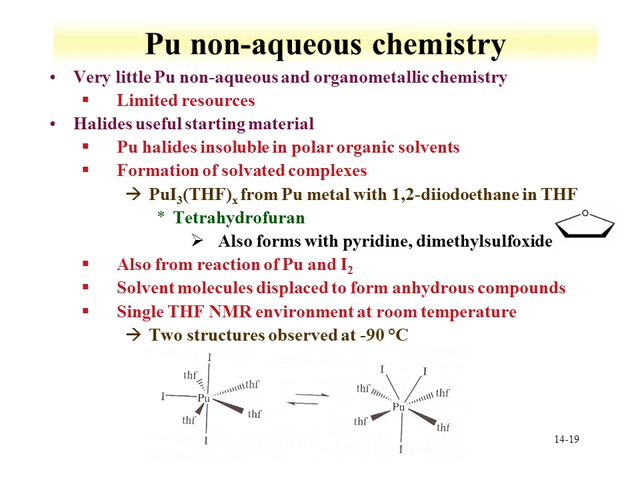 Pu non-aqueous chemistry
• Very little Pu non-aqueous and organometallic chemistry
▪ Limited resources
• Halides useful starting material
▪ Pu halides insoluble in polar organic solvents
▪ Formation of solvated complexes
→ PuI3(THF)x from Pu metal with 1,2-diiodoethane in THF
* Tetrahydrofuran
➢ Also forms with pyridine, dimethylsulfoxide
O
▪ Also from reaction of Pu and I2
▪ Solvent molecules displaced to form anhydrous compounds
▪ Single THF NMR environment at room temperature
→ Two structures observed at -90 °C
I
thf
thf
I
Pu
thf
thf
I
I
I
thf
thf
Pu
thf
thf
I
14-19